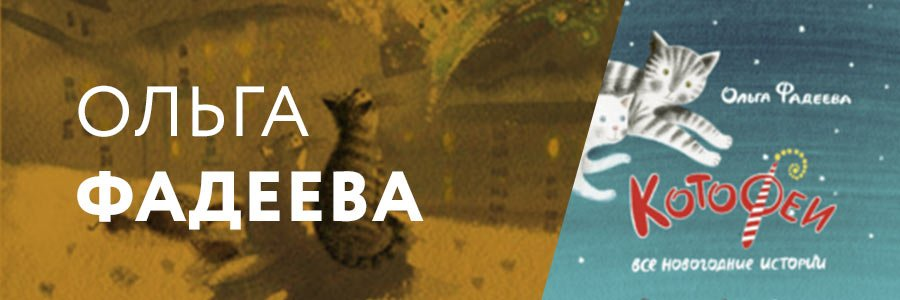 ОЛЬГА
ФАДЕЕВА
Ольга Фадеева
КОТОФЕИ
ВСЕ НОВОГОДНИЕ ИСТОРИИ